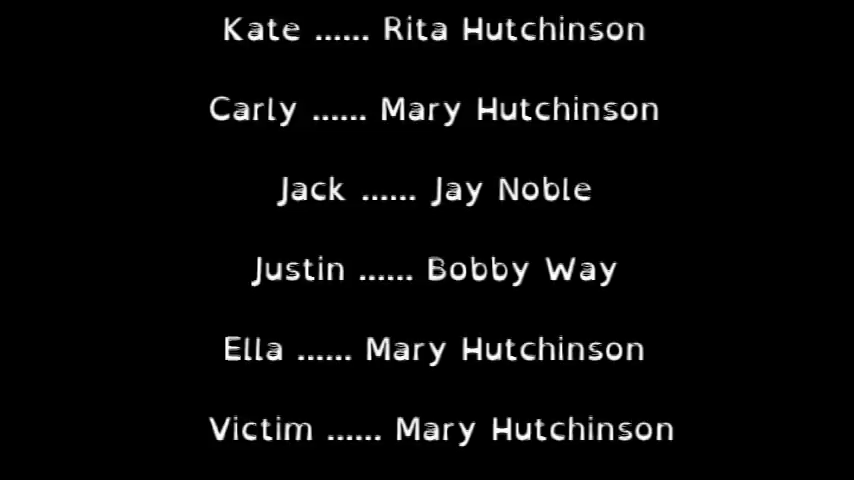 Kate ...... Rita Hutchinson
Carly ...... Mary Hutchinson
Jack ...... Jay Noble
Justin ...... Bobby Way
Ella ...... Mary Hutchinson
Victim ...... Mary Hutchinson